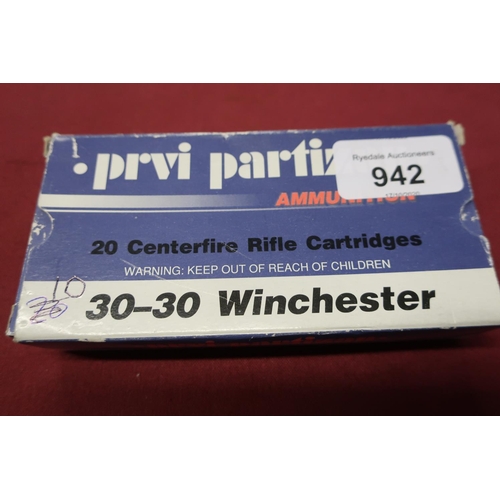 prvi partiz
Ryedale Auctioneers
942
AMMUNITION
20 Centerfire Rifle Cartridges
WARNING: KEEP OUT OF REACH OF CHILDREN
10
30–30 Winchester